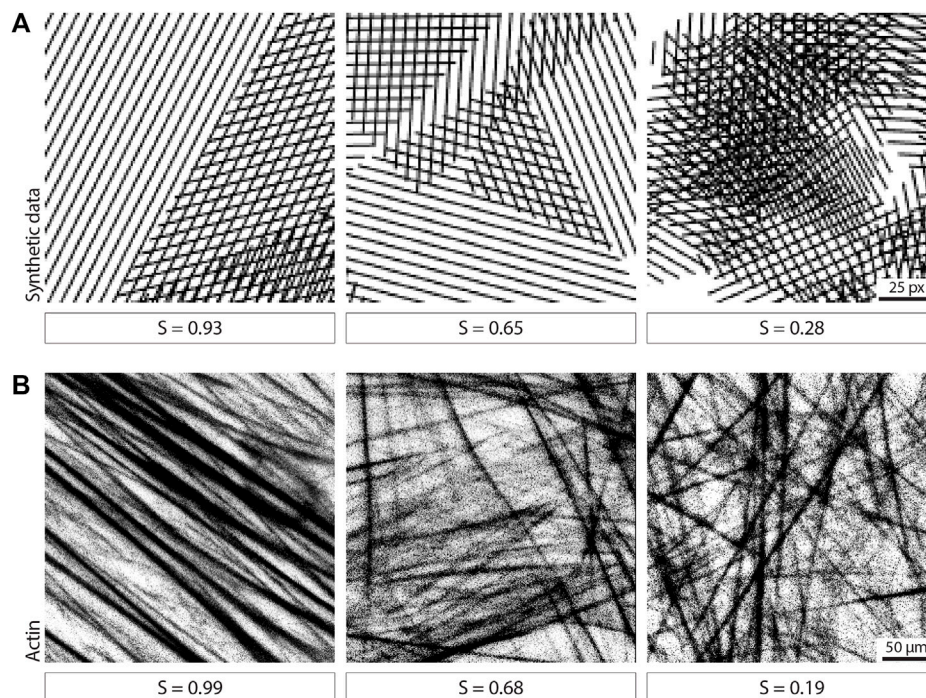 A
Synthetic data
25 px
S = 0.93
S = 0.65
S = 0.28
B
Actin
50 µm
S = 0.99
S = 0.68
S = 0.19